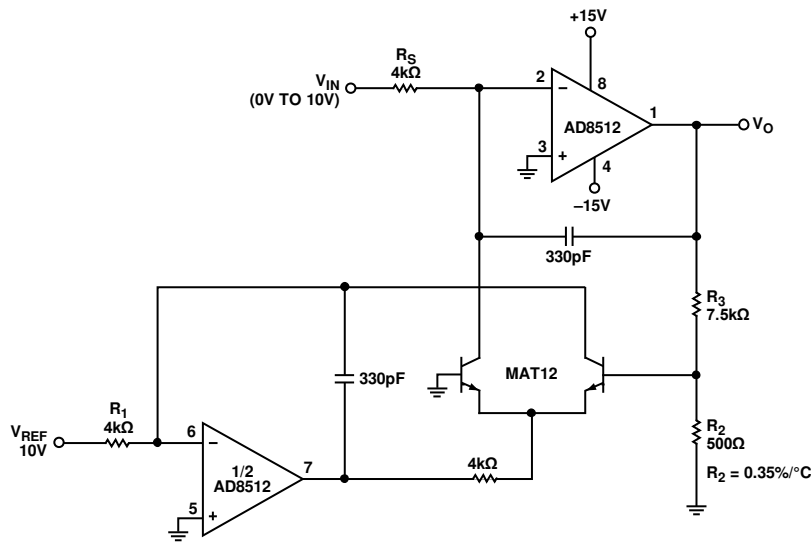 +15V
RS
4kΩ
VIN
(0V TO 10V)
2
8
−
1
AD8512
VO
3
+
4
–15V
330pF
R3
7.5kΩ
330pF
MAT12
R1
4kΩ
VREF
10V
6
−
1/2
AD8512
7
5
+
4kΩ
R2
500Ω
R2 = 0.35%/°C